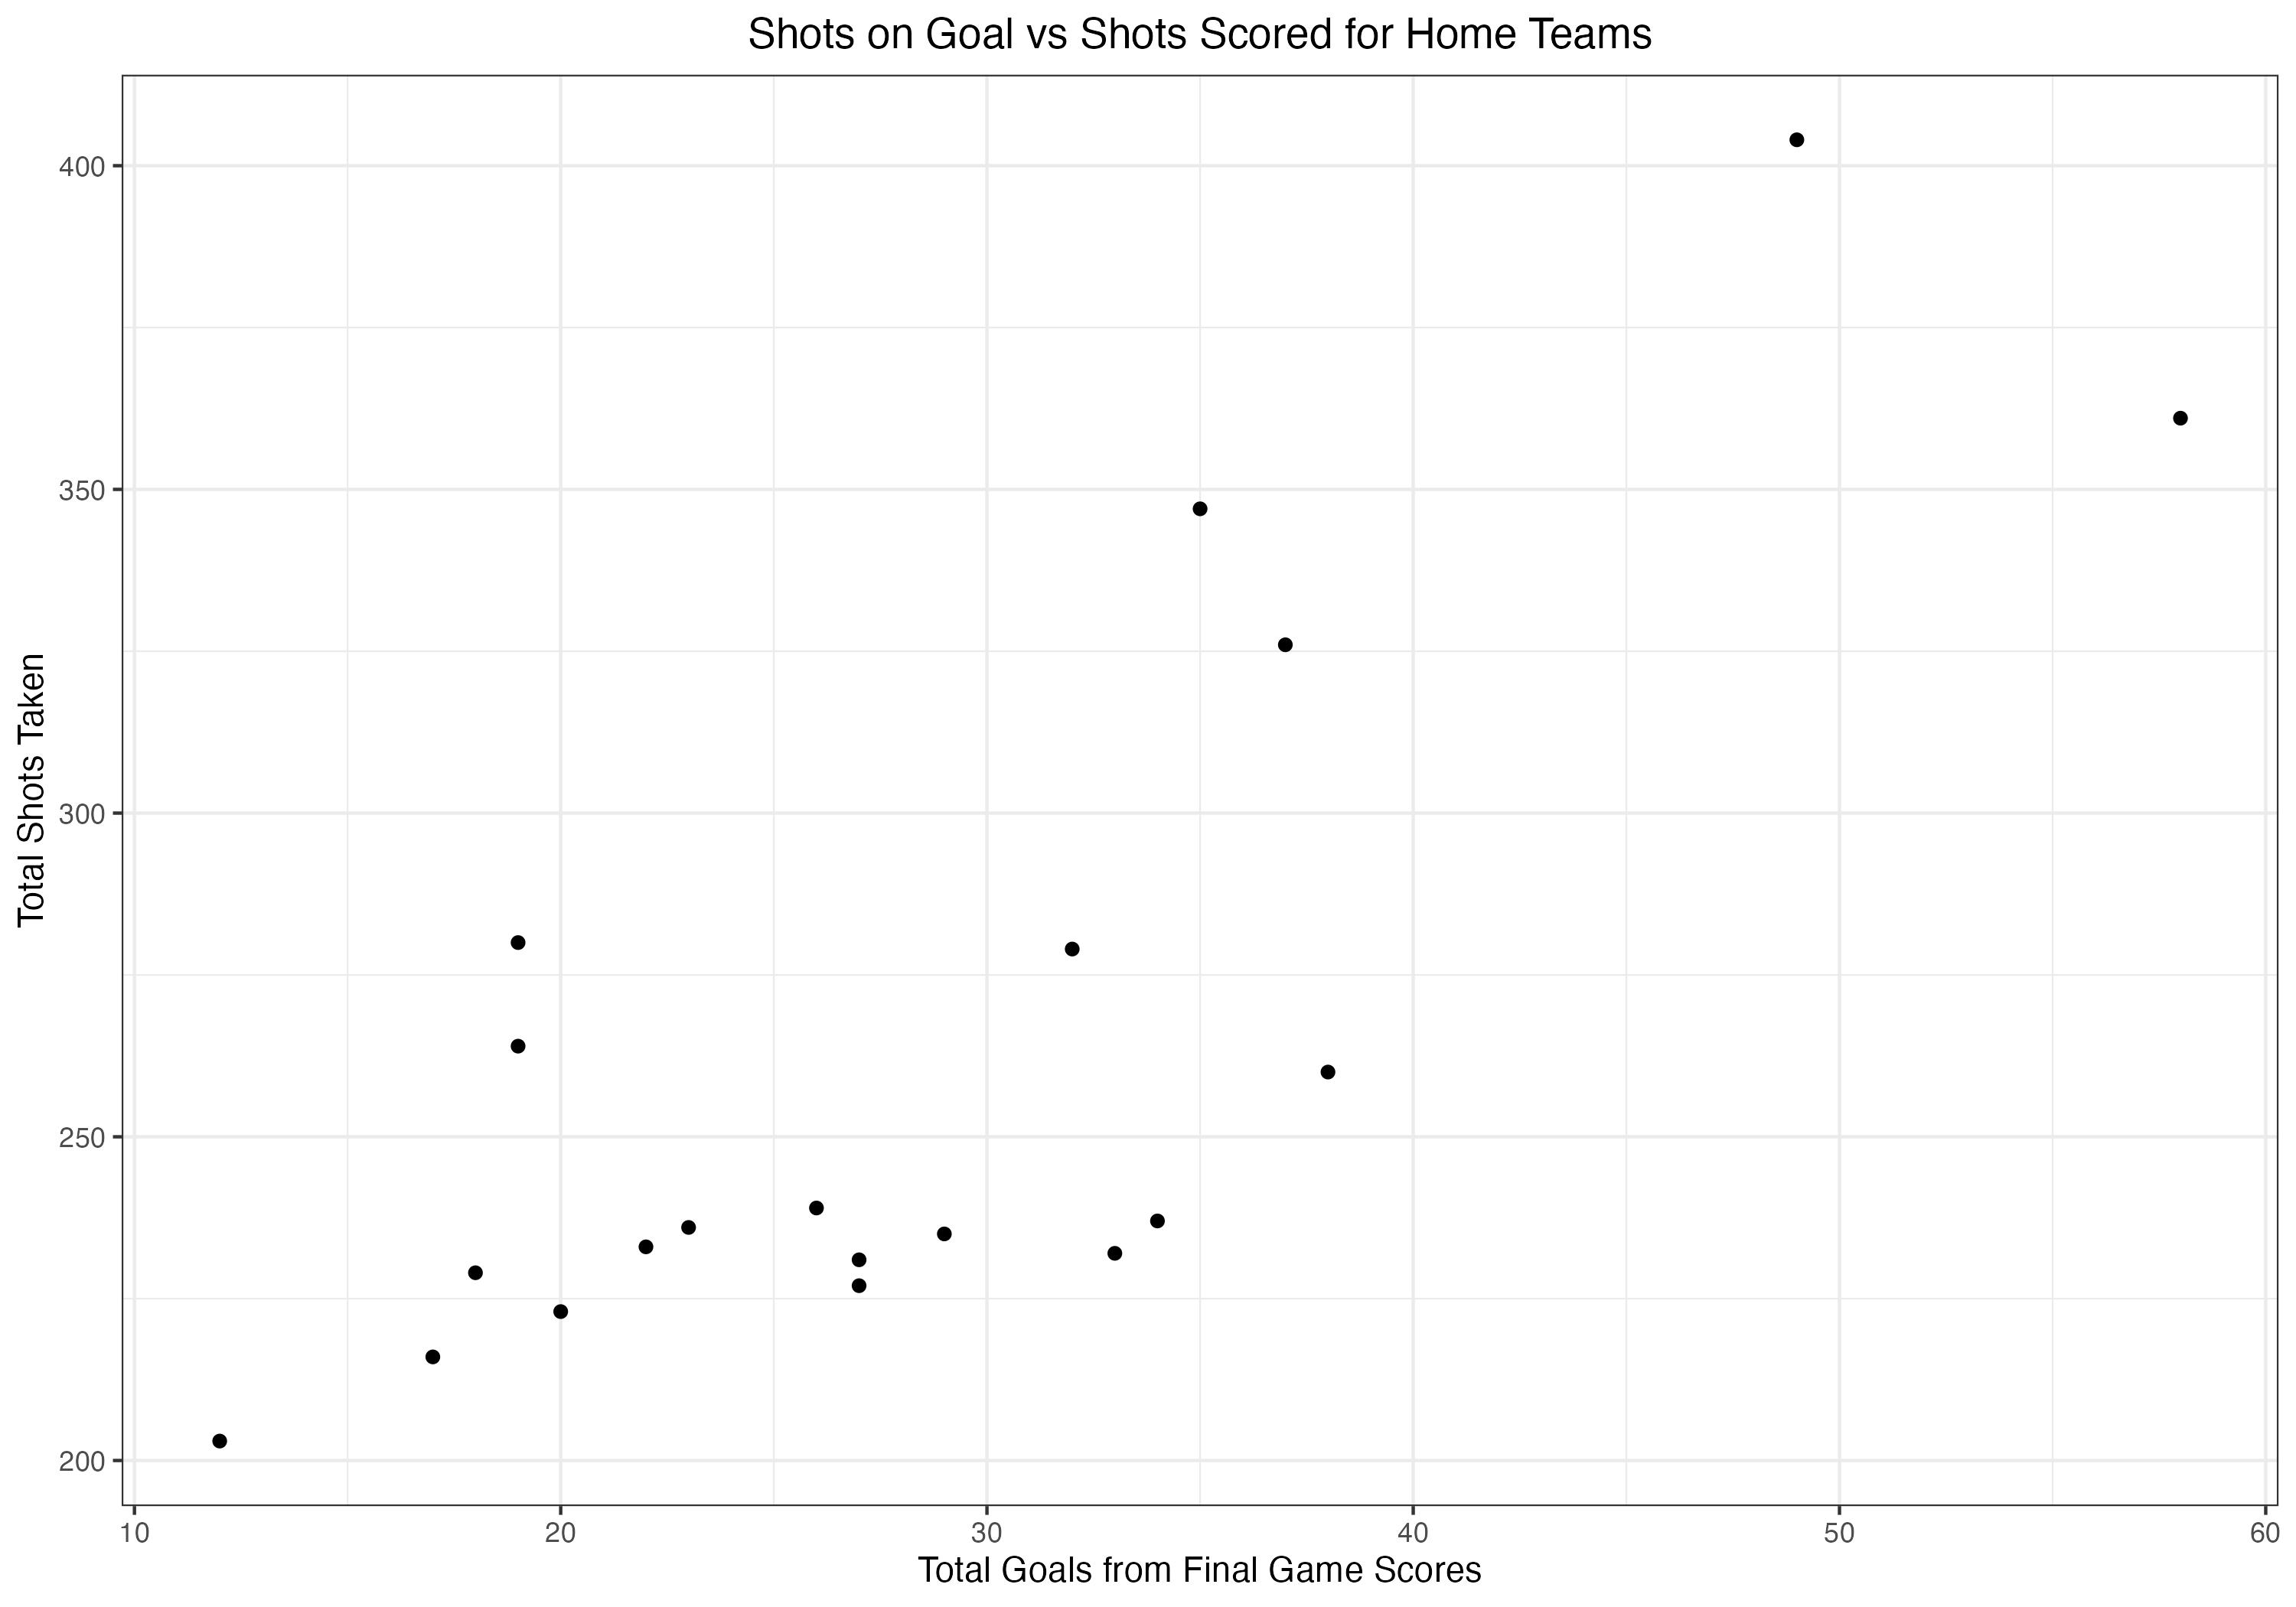 Shots on Goal vs Shots Scored for Home Teams
Total Shots Taken
400
350
300
250
200
10 20 30 40 50 60
Total Goals from Final Game Scores